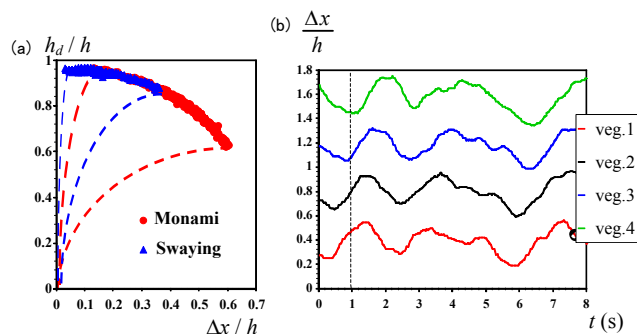 (a)
h_d / h
1
0.8
0.6
0.4
0.2
0
0 0.1 0.2 0.3 0.4 0.5 0.6 0.7
Δx / h
Monami
Swaying
(b)
Δx
h
1.8
1.6
1.4
1.2
1
0.8
0.6
0.4
0.2
0
0 1 2 3 4 5 6 7 8
t (s)
veg.1
veg.2
veg.3
veg.4